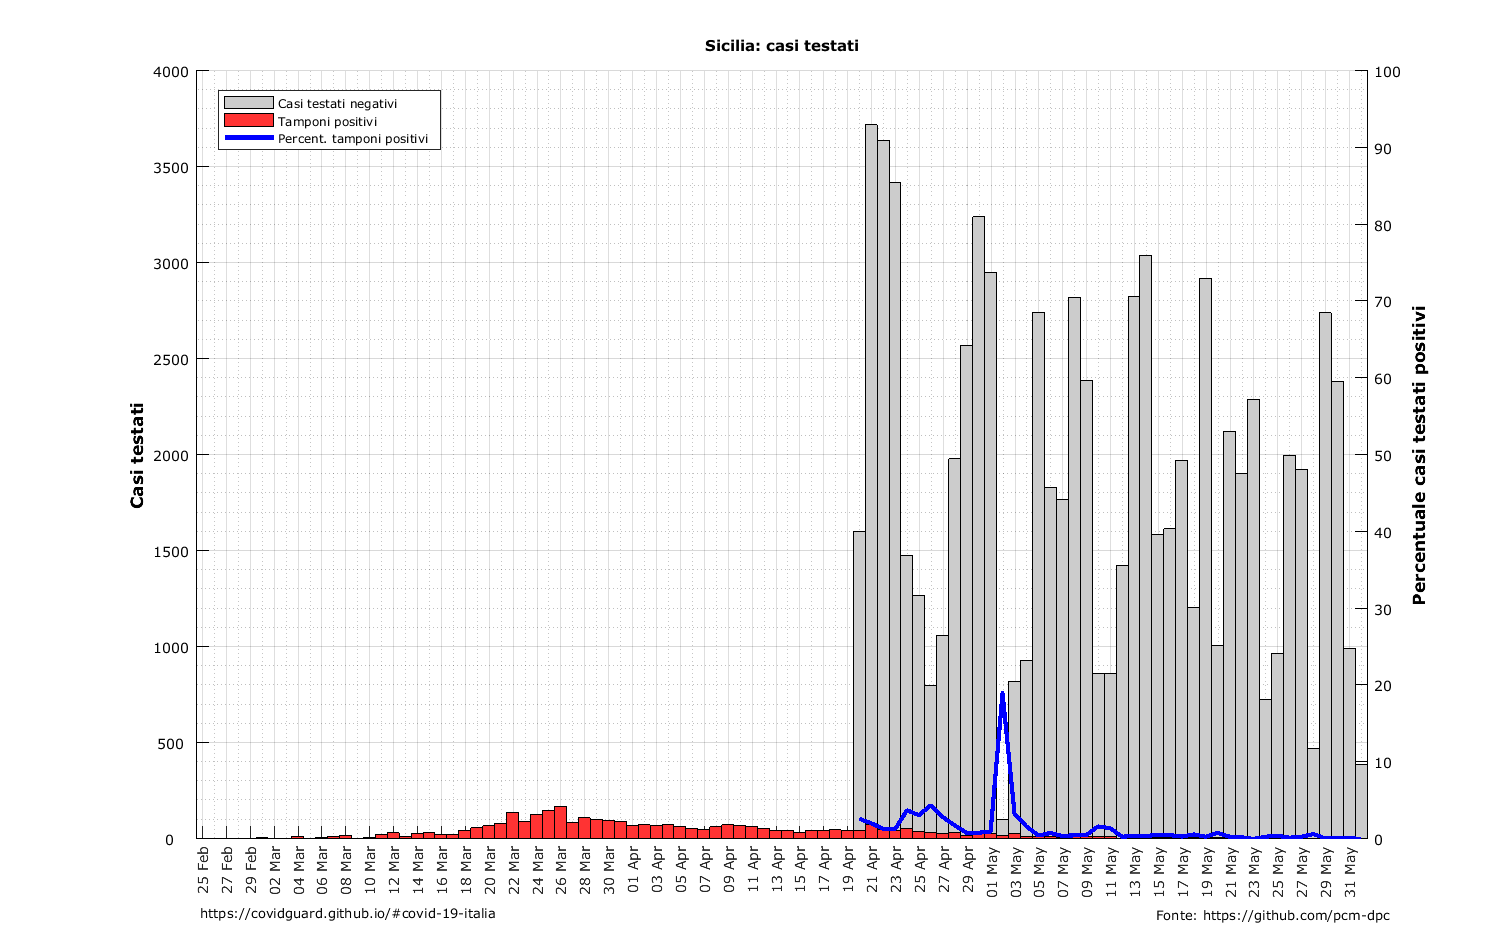 Sicilia: casi testati
Casi testati negativi
Tamponi positivi
Percent. tamponi positivi
Casi testati
4000
3500
3000
2500
2000
1500
1000
500
0
100
90
80
70
60
50
40
30
20
10
0
Percentuale casi testati positivi
25 Feb
27 Feb
29 Feb
02 Mar
04 Mar
06 Mar
08 Mar
10 Mar
12 Mar
14 Mar
16 Mar
18 Mar
20 Mar
22 Mar
24 Mar
26 Mar
28 Mar
30 Mar
01 Apr
03 Apr
05 Apr
07 Apr
09 Apr
11 Apr
13 Apr
15 Apr
17 Apr
19 Apr
21 Apr
23 Apr
25 Apr
27 Apr
29 Apr
01 May
03 May
05 May
07 May
09 May
11 May
13 May
15 May
17 May
19 May
21 May
23 May
25 May
27 May
29 May
31 May
https://covidguard.github.io/#covid-19-italia
Fonte: https://github.com/pcm-dpc